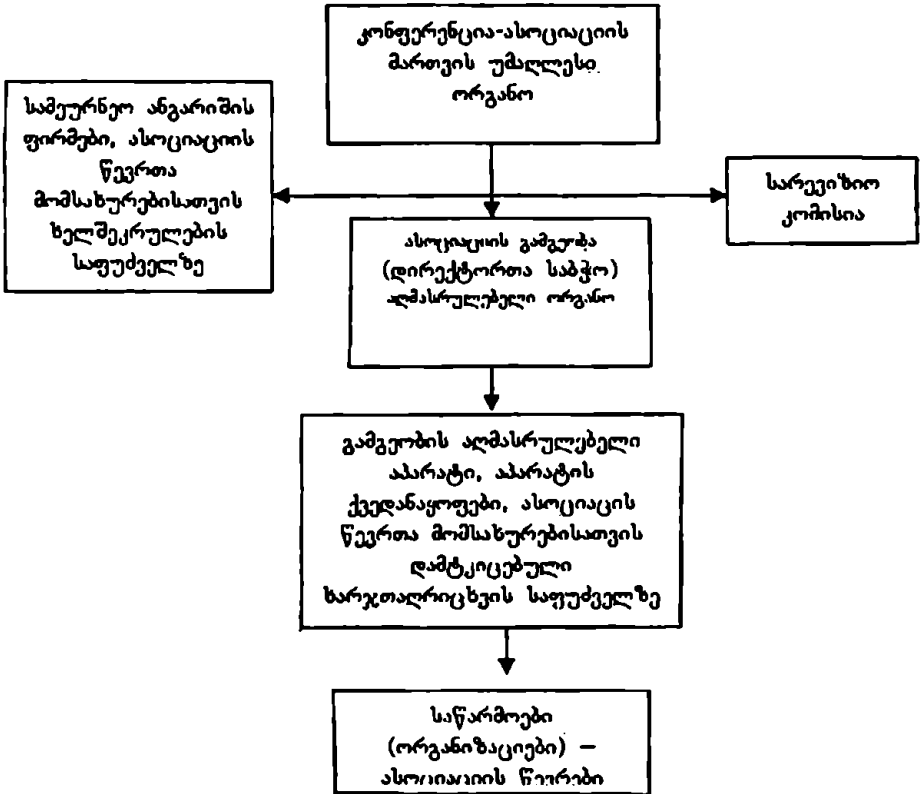 კონფერენცია-ასოციაციის
მართვის უმაღლესი
ორგანო
სამეურნეო ანგარიშის
ფირმები, ასოციაციის
წევრთა
მომსახურებისათვის
ხელშეკრულების
საფუძველზე
სარევიზიო
კომისია
ასოციაციის გამგეობა
(დირექტორთა საბჭო)
აღმასრულებელი ორგანო
გამგეობის აღმასრულებელი
აპარატი, აპარატის
ქვედანაყოფები, ასოციაცის
წევრთა მომსახურებისათვის
დამტკიცებული
ხარჯთაღრიცხვის საფუძველზე
საწარმოები
(ორგანიზაციები) –
ასოციაციის წევრები